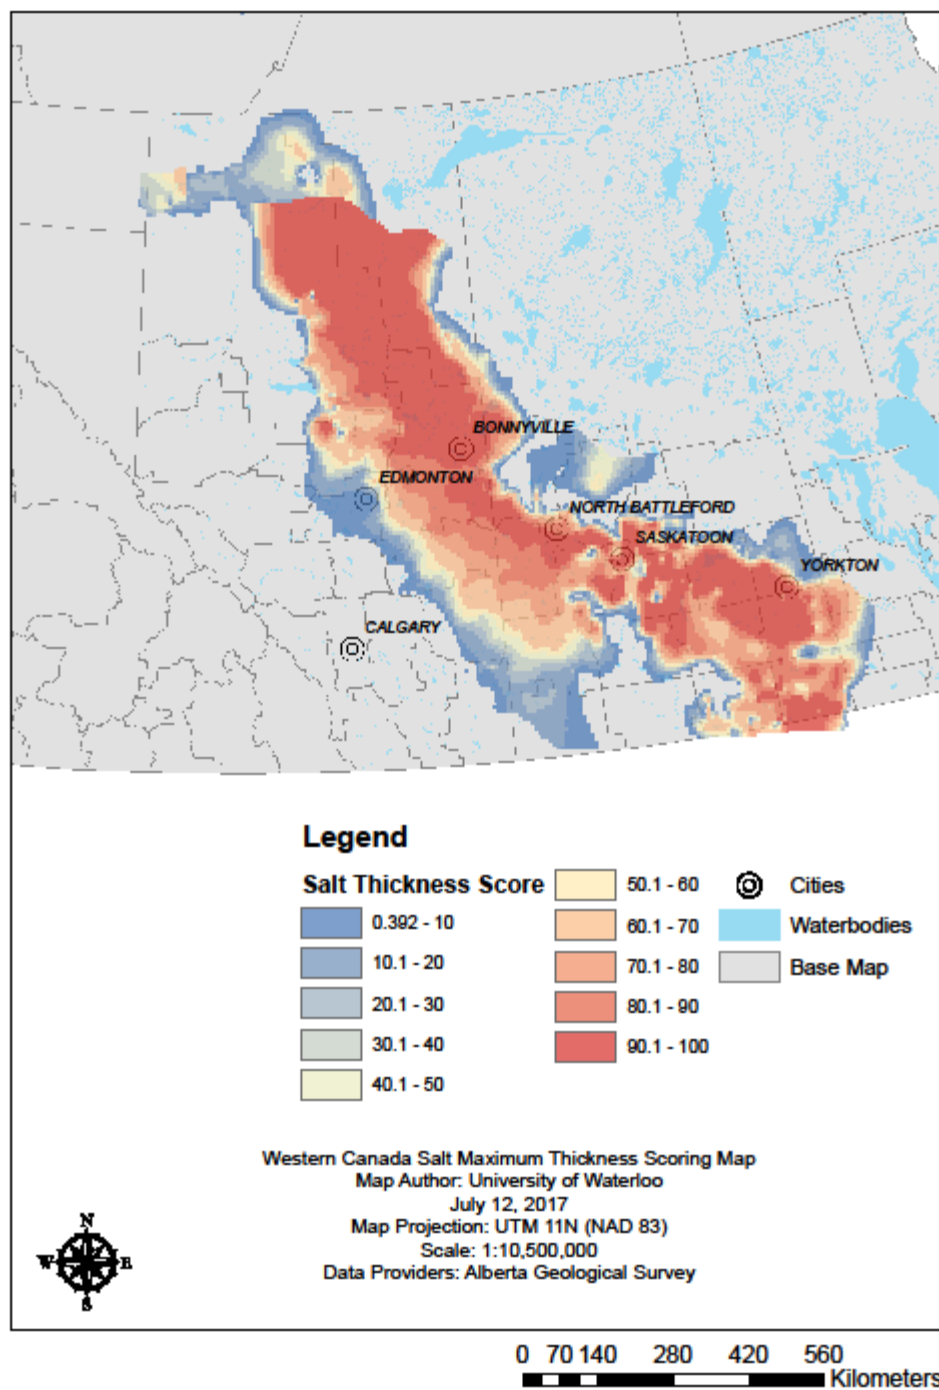 BONNYVILLE
EDMONTON
NORTH BATTLEFORD
SASKATOON
YORKTON
CALGARY
Legend
Salt Thickness Score
0.392 - 10
10.1 - 20
20.1 - 30
30.1 - 40
40.1 - 50
50.1 - 60
60.1 - 70
70.1 - 80
80.1 - 90
90.1 - 100
Cities
Waterbodies
Base Map
Western Canada Salt Maximum Thickness Scoring Map
Map Author: University of Waterloo
July 12, 2017
Map Projection: UTM 11N (NAD 83)
Scale: 1:10,500,000
Data Providers: Alberta Geological Survey
N
W E
S
0 70 140 280 420 560
Kilometers